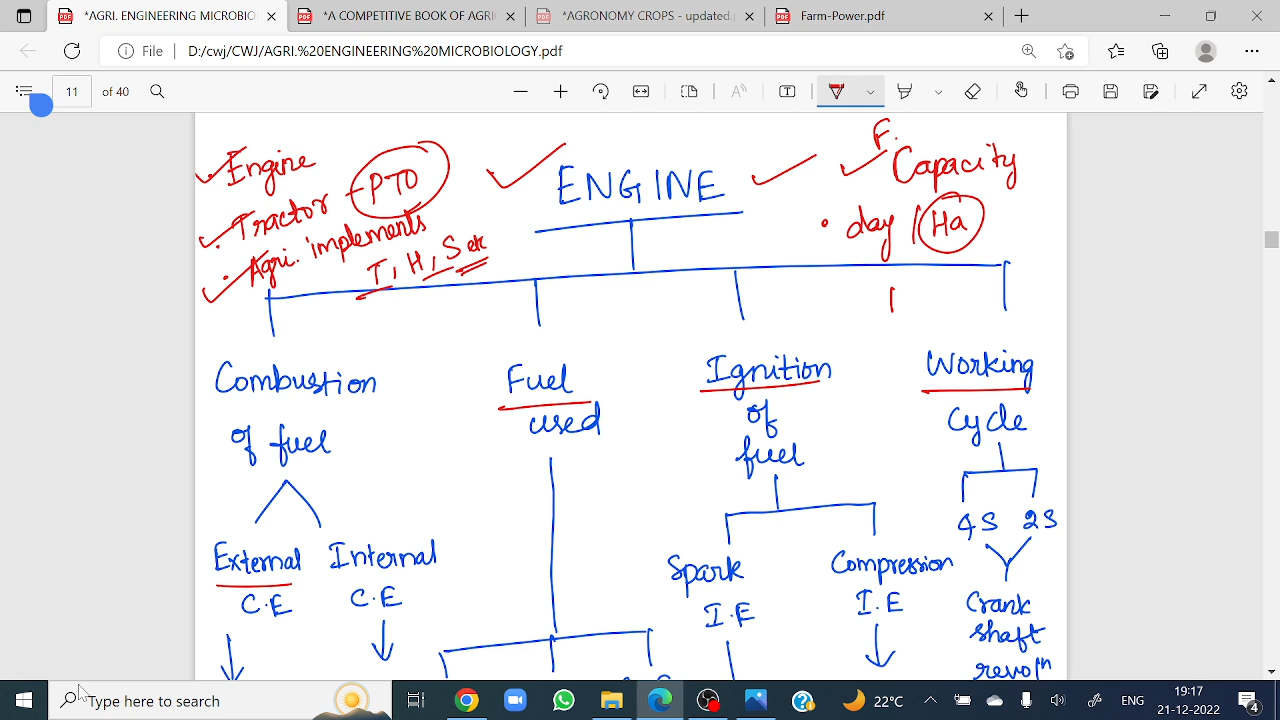 *AGRI. ENGINEERING MICROBIO
*A COMPETITIVE BOOK OF AGRI.
*AGRONOMY CROPS - updated.p
Farm-Power.pdf
File
D:/cwj/CWJ/AGRI.%20ENGINEERING%20MICROBIOLOGY.pdf
11 of 40
Engine
Tractor - PTO
Agri. implements
T, H, S etc
ENGINE
F.
Capacity
day / Ha
Combustion
of fuel
External
C.E
Internal
C.E
Fuel
used
Ignition
of
fuel
Spark
I.E
Compression
I.E
Working
Cycle
4S 2S
Crank
shaft
revolⁿ
Type here to search
22°C
ENG
19:17
21-12-2022
4